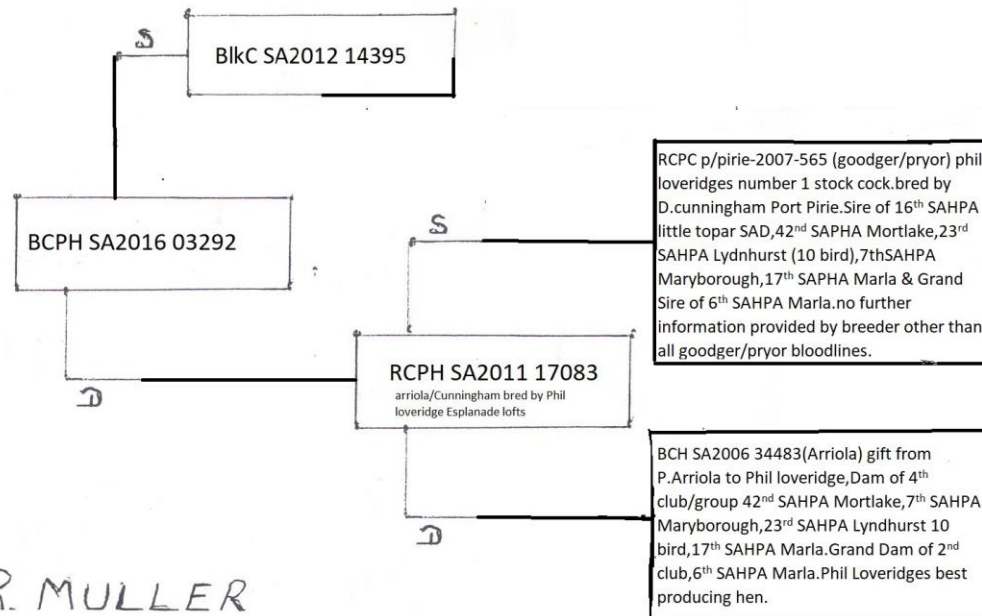 S
BlkC SA2012 14395
BCPH SA2016 03292
D
S
RCPC p/pirie-2007-565 (goodger/pryor) phil
loveridges number 1 stock cock.bred by
D.cunningham Port Pirie.Sire of 16th SAHPA
little topar SAD,42nd SAPHA Mortlake,23rd
SAHPA Lydnhurst (10 bird),7thSAHPA
Maryborough,17th SAPHA Marla & Grand
Sire of 6th SAHPA Marla.no further
information provided by breeder other than
all goodger/pryor bloodlines.
RCPH SA2011 17083
arriola/Cunningham bred by Phil
loveridge Esplanade lofts
D
BCH SA2006 34483(Arriola) gift from
P.Arriola to Phil loveridge,Dam of 4th
club/group 42nd SAHPA Mortlake,7th SAHPA
Maryborough,23rd SAHPA Lyndhurst 10
bird,17th SAHPA Marla.Grand Dam of 2nd
club,6th SAHPA Marla.Phil Loveridges best
producing hen.
R. MULLER